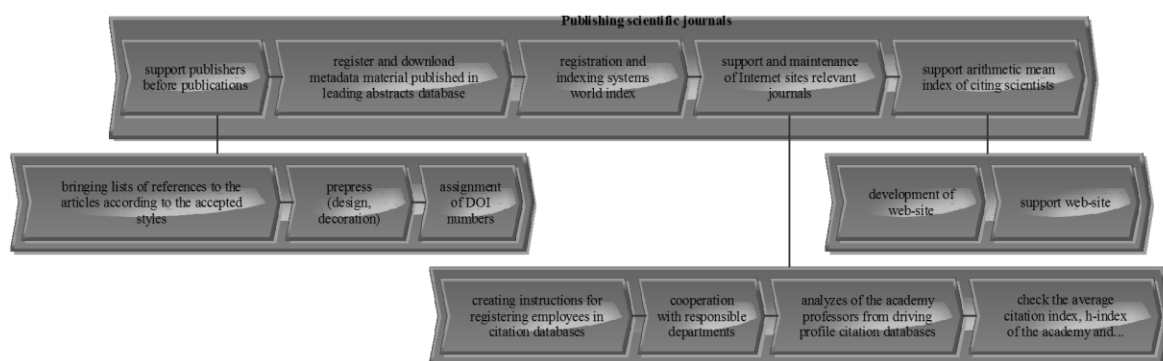 Publishing scientific journals
support publishers
before publications
register and download
metadata material published in
leading abstracts database
registration and
indexing systems
world index
support and maintenance
of Internet sites relevant
journals
support arithmetic mean
index of citing scientists
bringing lists of references to the
articles according to the accepted
styles
prepress
(design,
decoration)
assignment
of DOI
numbers
development of
web-site
support web-site
creating instructions for
registering employees in
citation databases
cooperation
with responsible
departments
analyzes of the academy
professors from driving
profile citation databases
check the average
citation index, h-index
of the academy and...